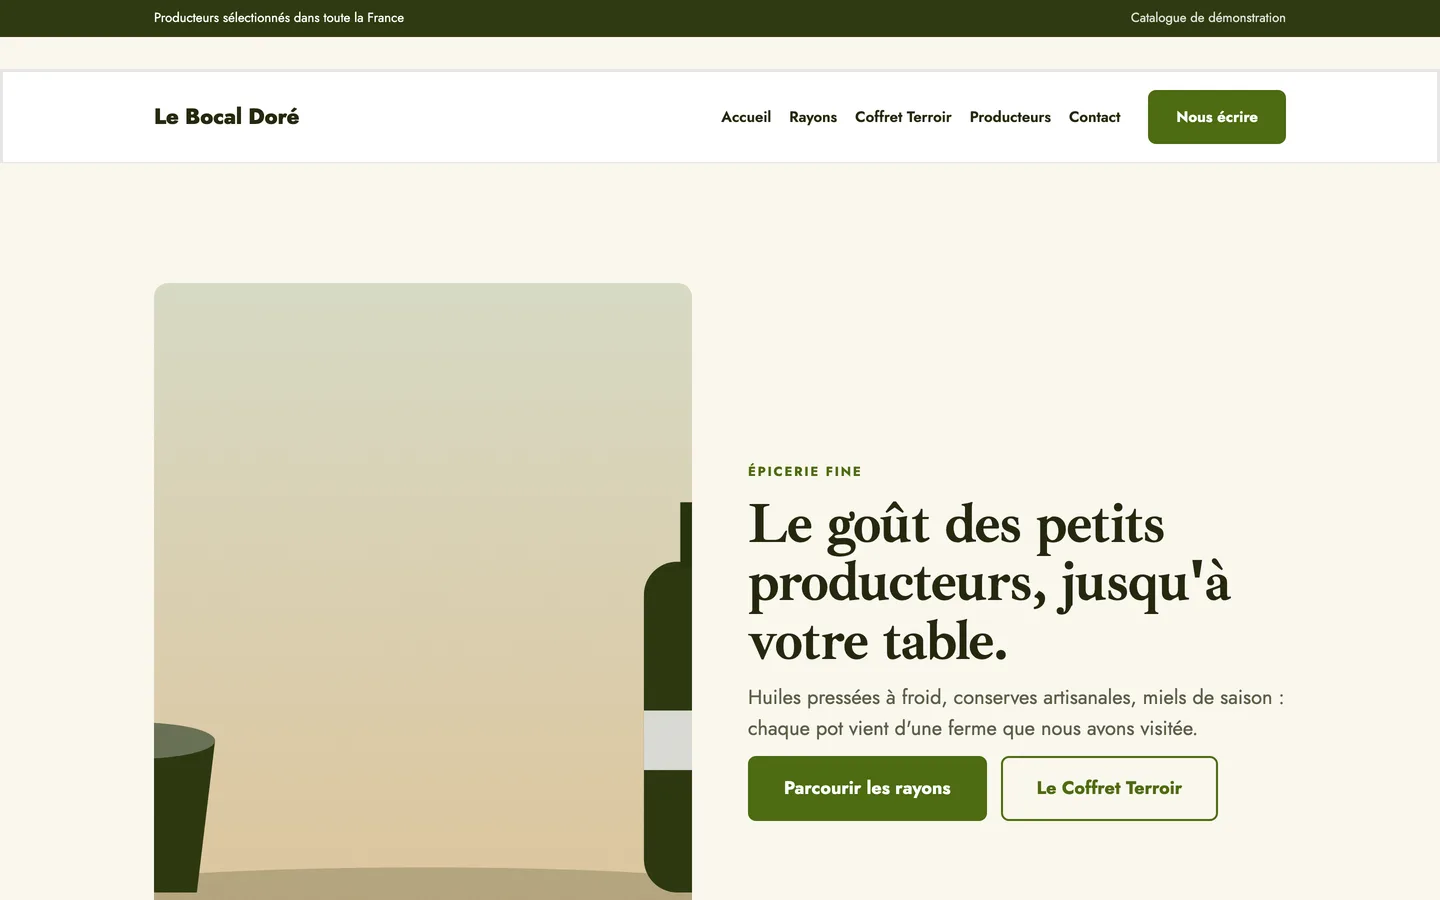 Producteurs sélectionnés dans toute la France
Catalogue de démonstration
Le Bocal Doré
Accueil
Rayons
Coffret Terroir
Producteurs
Contact
Nous écrire
ÉPICERIE FINE
Le goût des petits
producteurs, jusqu'à
votre table.
Huiles pressées à froid, conserves artisanales, miels de saison :
chaque pot vient d'une ferme que nous avons visitée.
Parcourir les rayons
Le Coffret Terroir